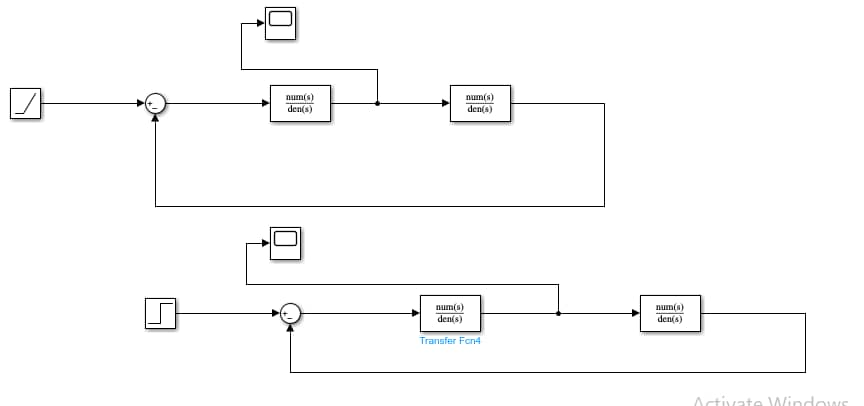 num(s)
den(s)
num(s)
den(s)
+
_
num(s)
den(s)
num(s)
den(s)
+
_
Transfer Fcn4
Activate Windows